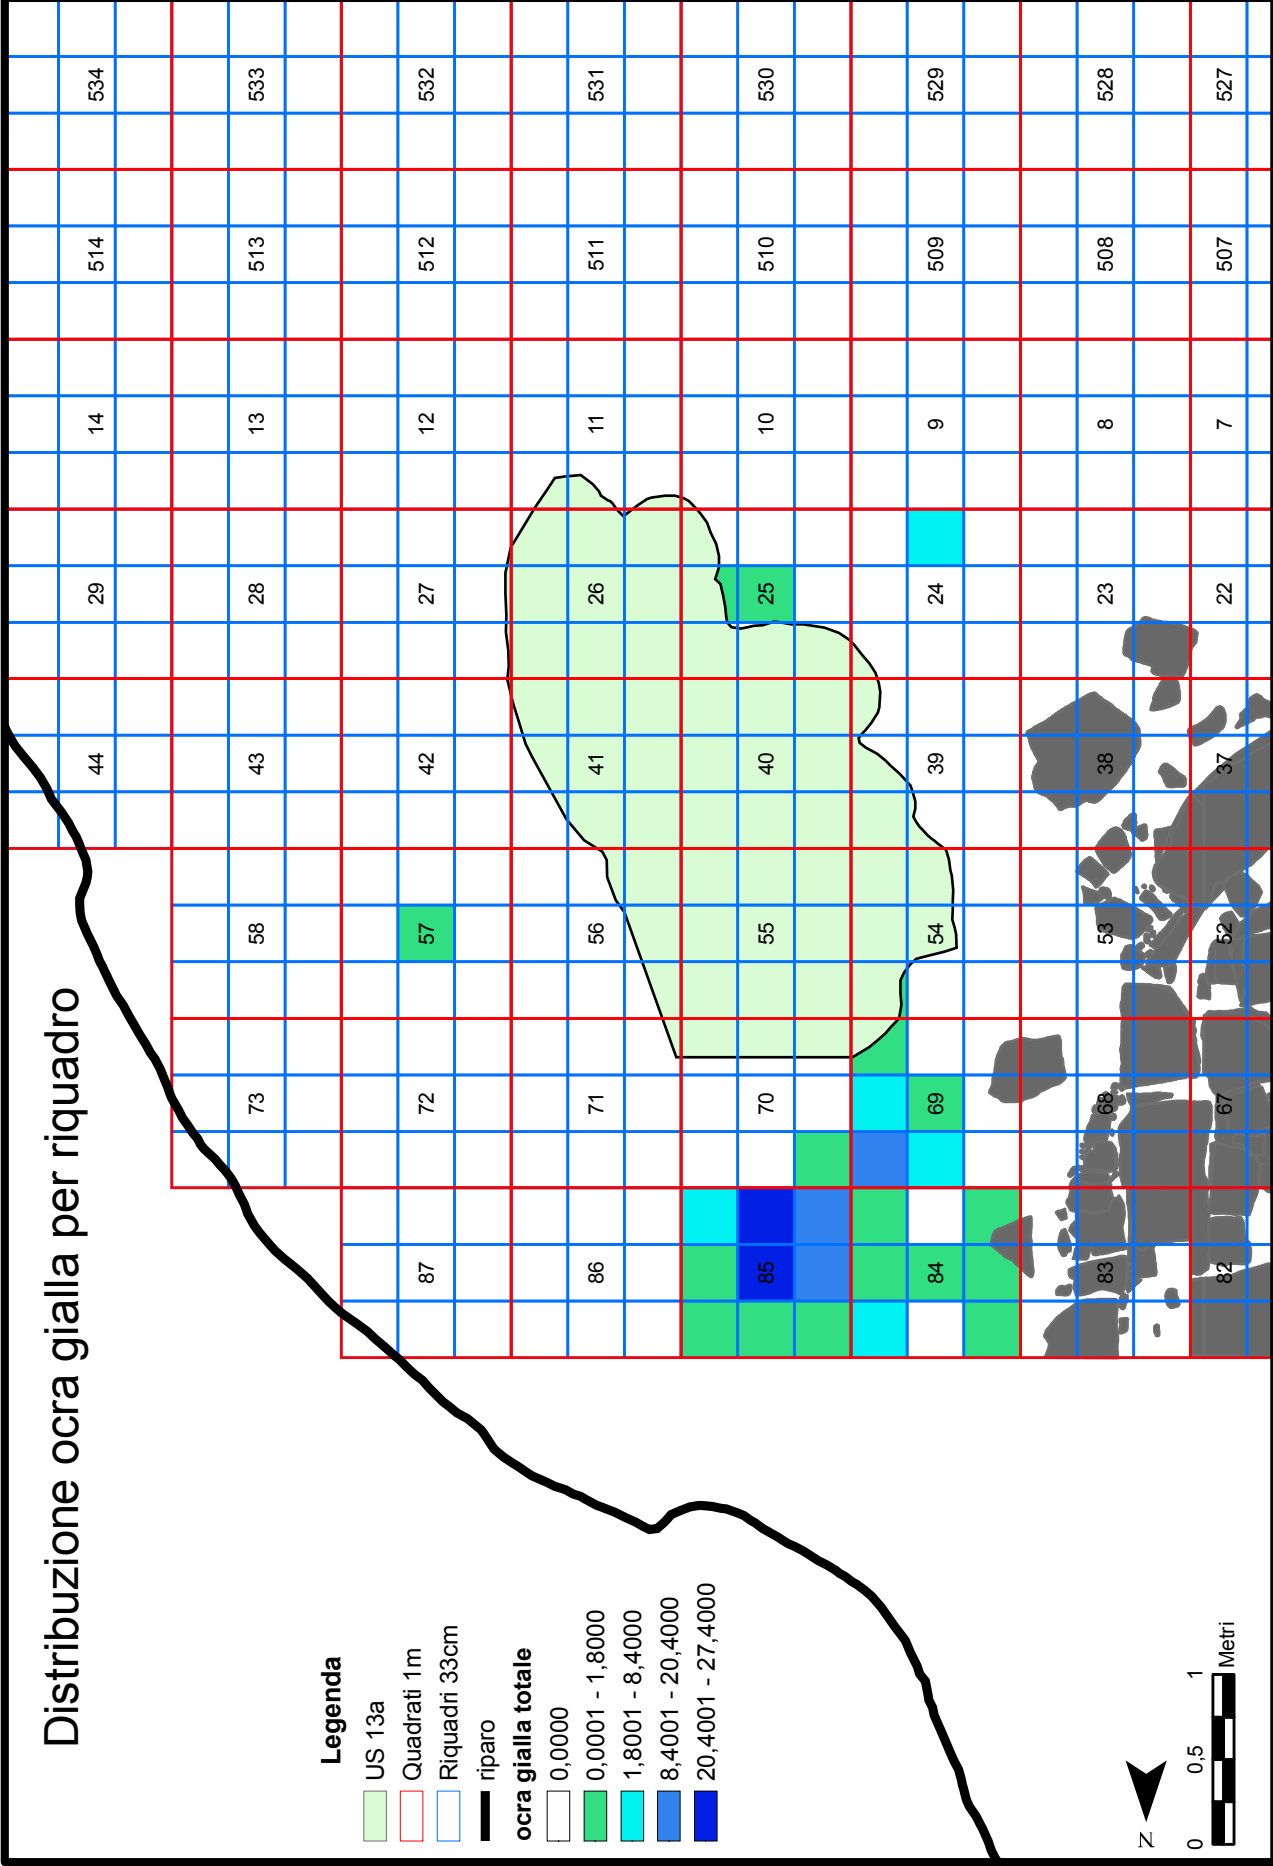 Distribuzione ocra gialla per riquadro
Legenda
US 13a
Quadrati 1m
Riquadri 33cm
riparo
ocra gialla totale
0,0000
0,0001 - 1,8000
1,8001 - 8,4000
8,4001 - 20,4000
20,4001 - 27,4000
N
0 0,5 1
Metri
44 29 14 514 534
73 58 43 28 13 513 533
87 72 57 42 27 12 512 532
86 71 56 41 26 11 511 531
85 70 55 40 25 10 510 530
84 69 54 39 24 9 509 529
83 68 53 38 23 8 508 528
82 67 52 37 22 7 507 527